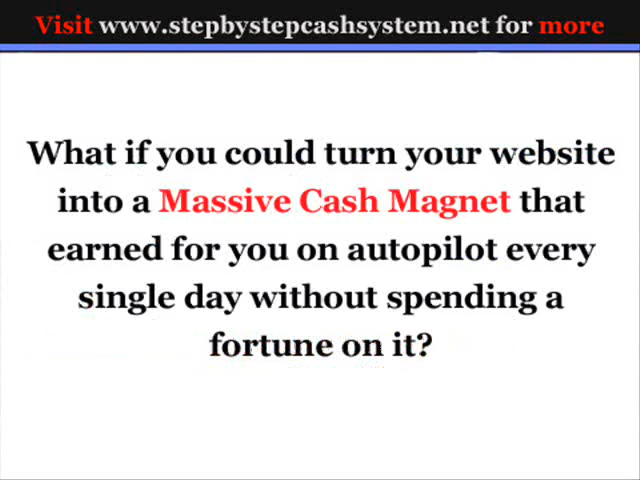 Visit www.stepbystepcashsystem.net for more
What if you could turn your website
into a Massive Cash Magnet that
earned for you on autopilot every
single day without spending a
fortune on it?